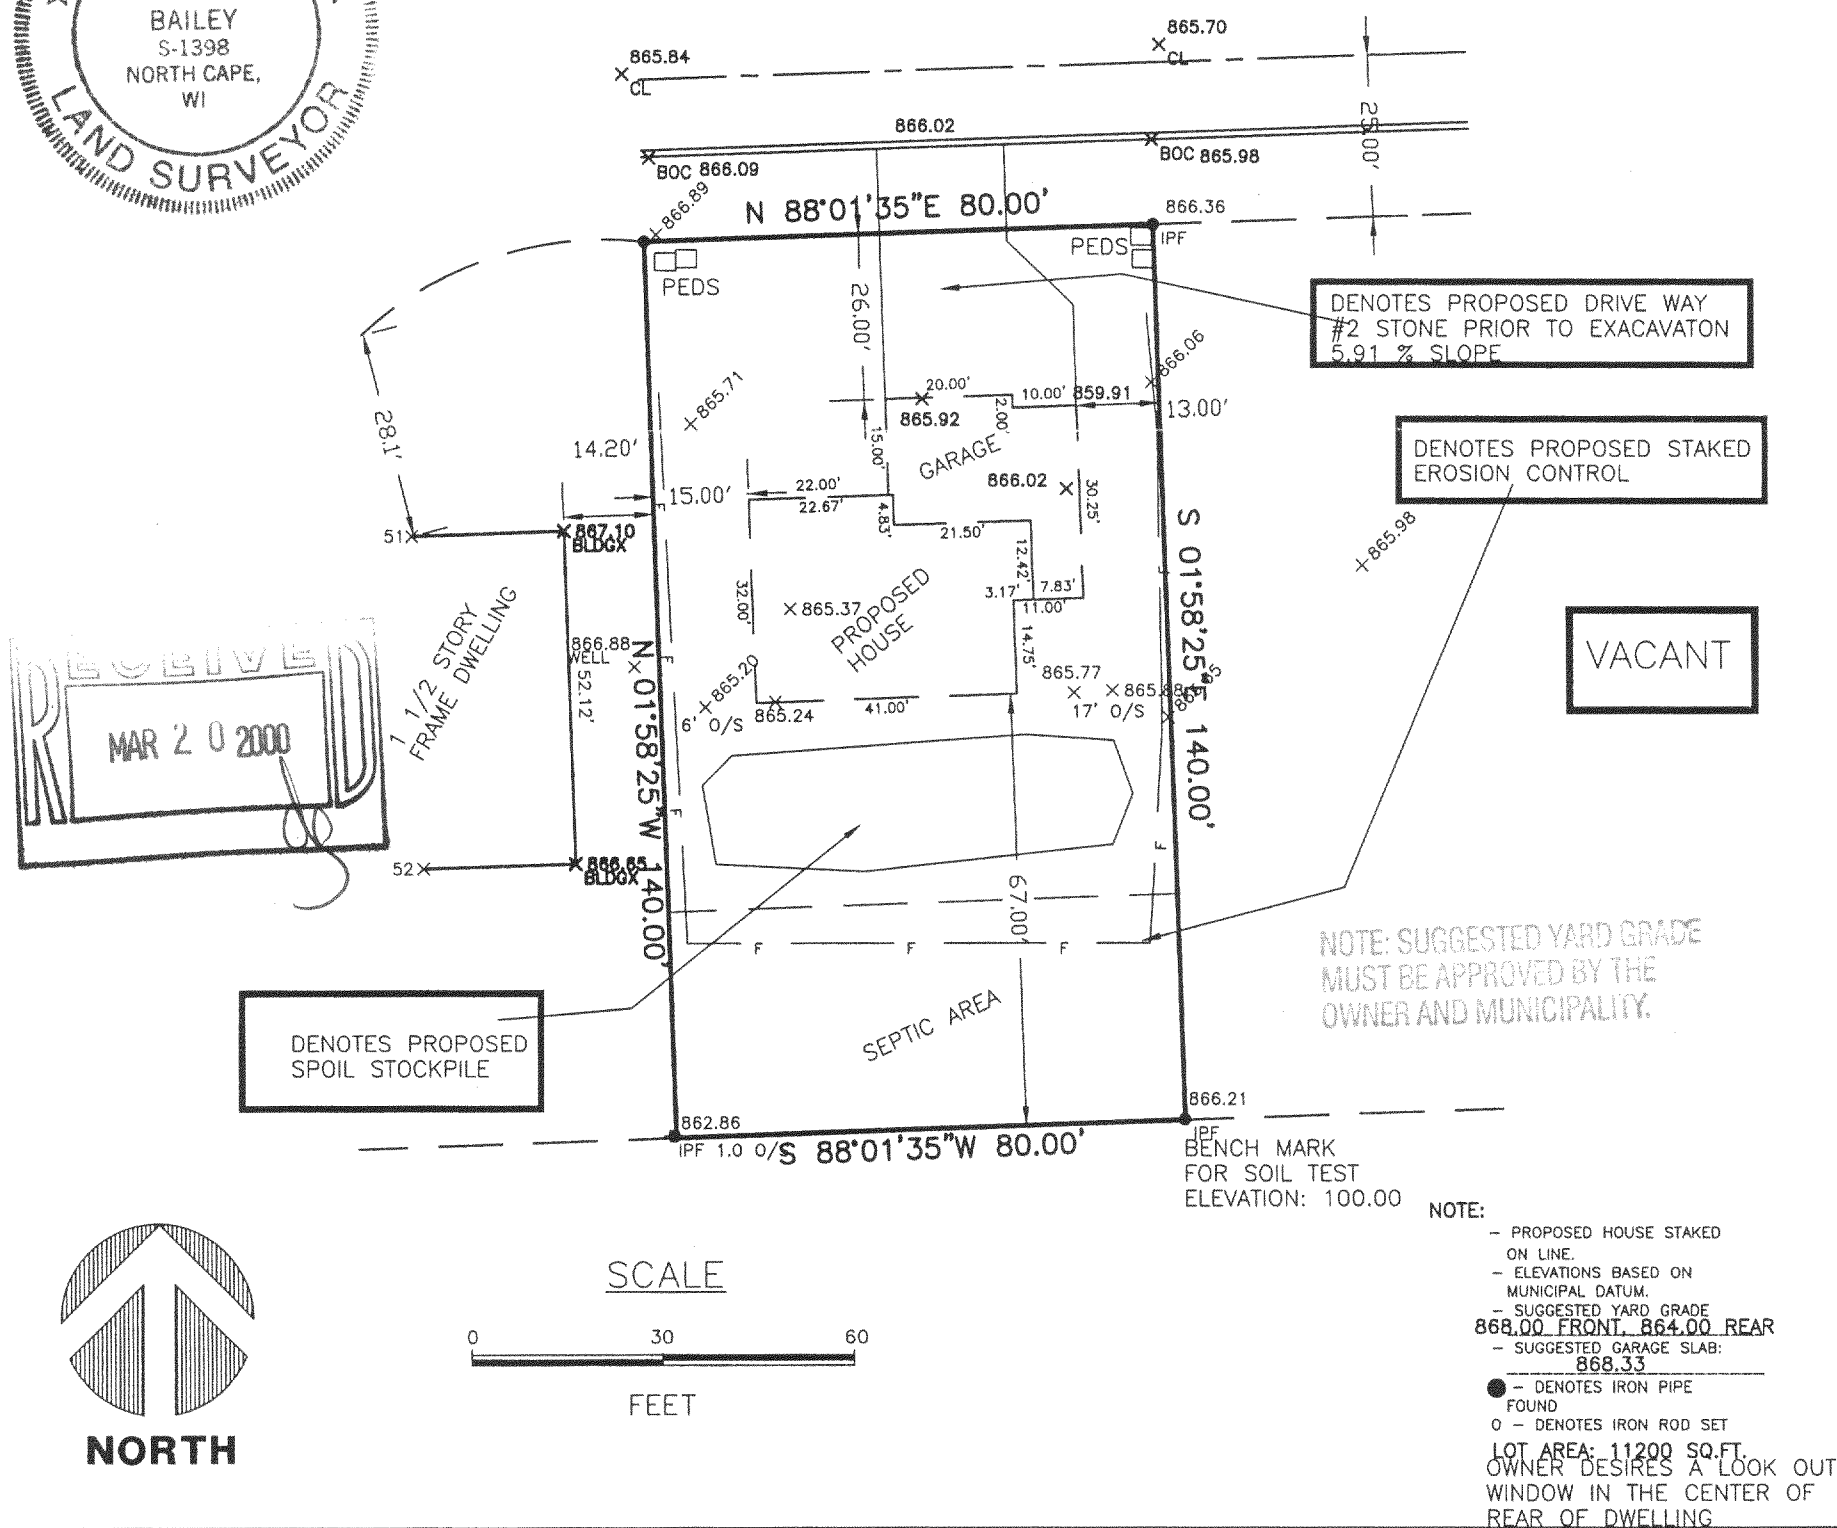 BAILEY
S-1398
NORTH CAPE,
WI
LAND SURVEYOR
865.84
CL
865.70
CL
25.00'
866.02
BOC 866.09
BOC 865.98
866.89
N 88°01'35"E 80.00'
866.36
IPF
PEDS
PEDS
26.00'
DENOTES PROPOSED DRIVE WAY
#2 STONE PRIOR TO EXACAVATON
5.91 % SLOPE
866.06
865.71
20.00'
10.00'
859.91
865.92
2.00'
13.00'
28.1'
14.20'
15.00'
GARAGE
DENOTES PROPOSED STAKED
EROSION CONTROL
866.02
30.25'
15.00'
22.00'
22.67'
4.83'
21.50'
51
867.10
BLDGX
865.98
12.42'
3.17'
7.83'
11.00'
32.00'
865.37
PROPOSED
HOUSE
14.75'
S 01°58'25"E 140.00'
VACANT
1 1/2 STORY
FRAME DWELLING
866.88
WELL
52.12'
N 01°58'25"W 140.00'
865.20
6' O/S
865.24
41.00'
865.77
17' O/S
RECEIVED
MAR 20 2000
52
866.65
BLDGX
F
F
F
F
F
F
F
67.00'
SEPTIC AREA
NOTE: SUGGESTED YARD GRADE
MUST BE APPROVED BY THE
OWNER AND MUNICIPALITY.
DENOTES PROPOSED
SPOIL STOCKPILE
862.86
IPF 1.0 O/S
S 88°01'35"W 80.00'
866.21
IPF
BENCH MARK
FOR SOIL TEST
ELEVATION: 100.00
NORTH
SCALE
0 30 60
FEET
NOTE:
- PROPOSED HOUSE STAKED
ON LINE.
- ELEVATIONS BASED ON
MUNICIPAL DATUM.
- SUGGESTED YARD GRADE
868.00 FRONT, 864.00 REAR
- SUGGESTED GARAGE SLAB:
868.33
- DENOTES IRON PIPE
FOUND
O - DENOTES IRON ROD SET
LOT AREA: 11200 SQ.FT.
OWNER DESIRES A LOOK OUT
WINDOW IN THE CENTER OF
REAR OF DWELLING